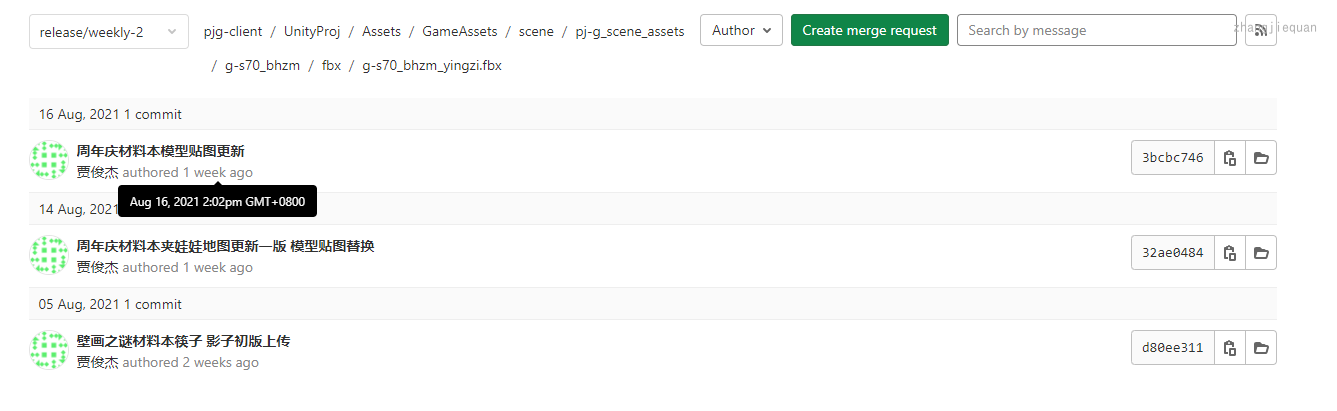 release/weekly-2
pjg-client / UnityProj / Assets / GameAssets / scene / pj-g_scene_assets
Author
Create merge request
Search by message
zhangjiequan
/ g-s70_bhzm / fbx / g-s70_bhzm_yingzi.fbx
16 Aug, 2021 1 commit
周年庆材料本模型贴图更新
3bcbc746
贾俊杰 authored 1 week ago
Aug 16, 2021 2:02pm GMT+0800
14 Aug, 2021
周年庆材料本夹娃娃地图更新一版 模型贴图替换
32ae0484
贾俊杰 authored 1 week ago
05 Aug, 2021 1 commit
壁画之谜材料本筷子 影子初版上传
d80ee311
贾俊杰 authored 2 weeks ago